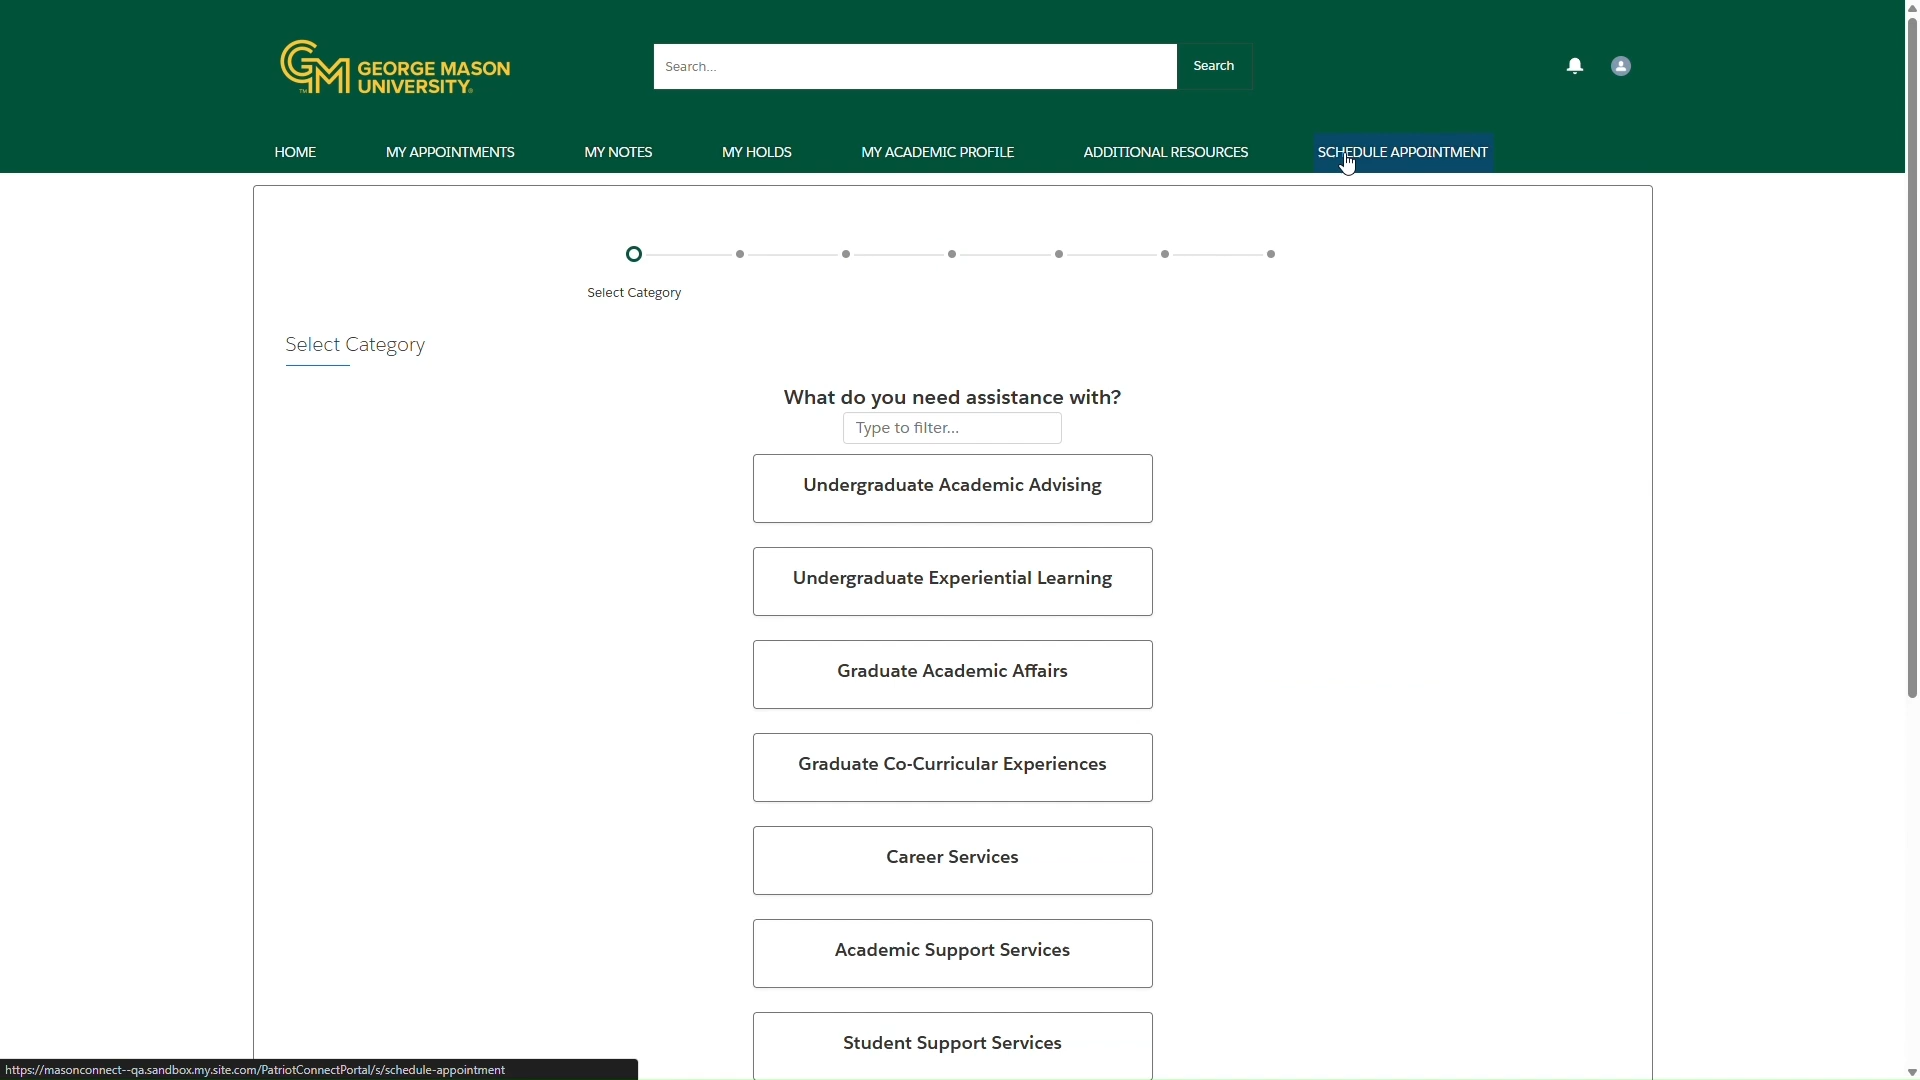 GEORGE MASON
UNIVERSITY
Search...
Search
HOME
MY APPOINTMENTS
MY NOTES
MY HOLDS
MY ACADEMIC PROFILE
ADDITIONAL RESOURCES
SCHEDULE APPOINTMENT
Select Category
Select Category
What do you need assistance with?
Type to filter...
Undergraduate Academic Advising
Undergraduate Experiential Learning
Graduate Academic Affairs
Graduate Co-Curricular Experiences
Career Services
Academic Support Services
Student Support Services
https://masonconnect--qa.sandbox.my.site.com/PatriotConnectPortal/s/schedule-appointment